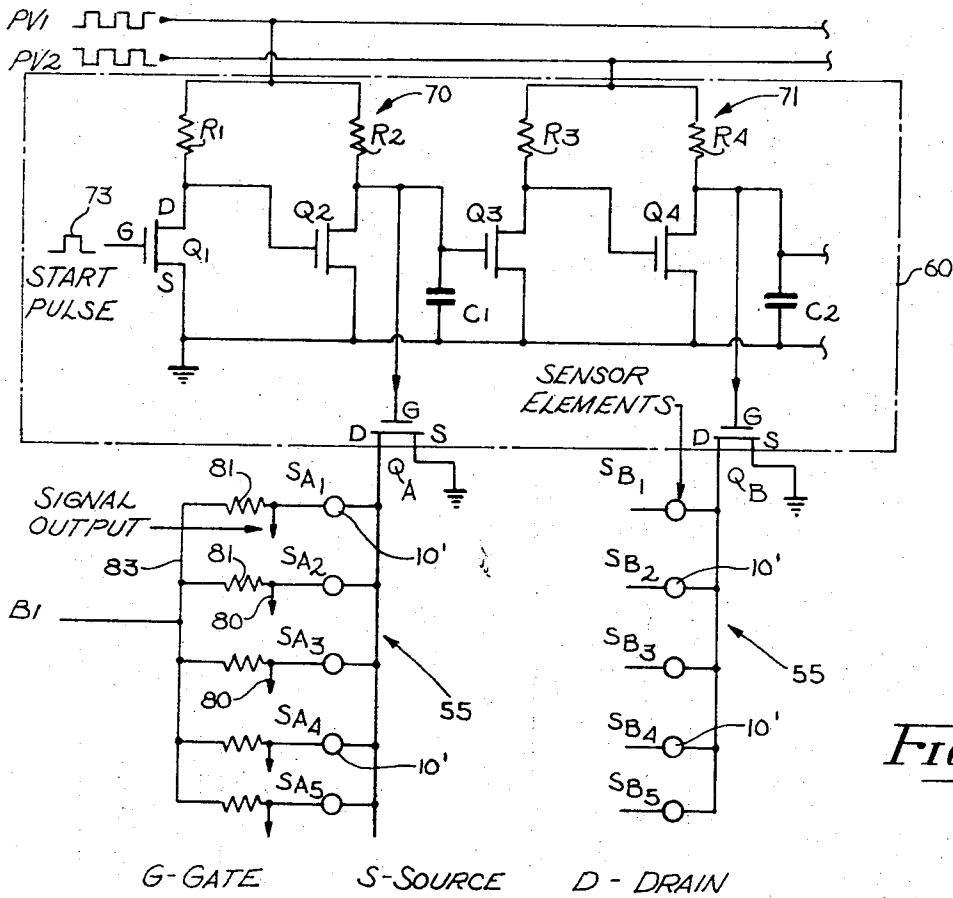 PV1
PV2
70
71
R1
R2
R3
R4
73
D
G
Q1
S
Q2
Q3
Q4
60
START
PULSE
C1
C2
SENSOR
ELEMENTS
G
D
S
QA
G
D
S
QB
81
SA1
SB1
SIGNAL
OUTPUT
10'
83
81
SA2
SB2
10'
B1
80
SA3
SB3
80
55
55
SA4
10'
SB4
10'
SA5
SB5
G-GATE
S-SOURCE
D-DRAIN